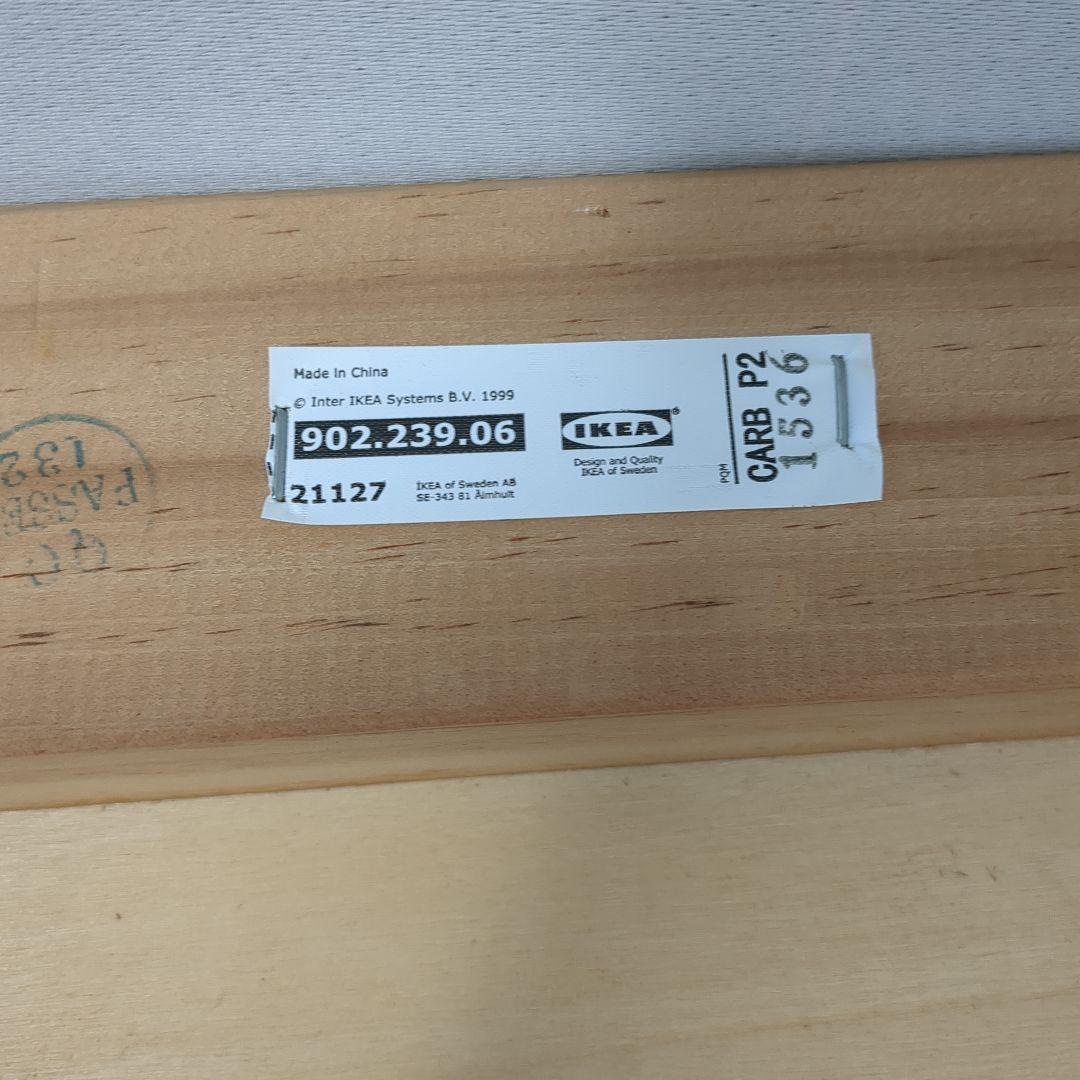 Made In China
© Inter IKEA Systems B.V. 1999
902.239.06
21127
IKEA of Sweden AB
SE-343 81 Älmhult
IKEA®
Design and Quality
IKEA of Sweden
PQM
CARB P2
1536
QC
132